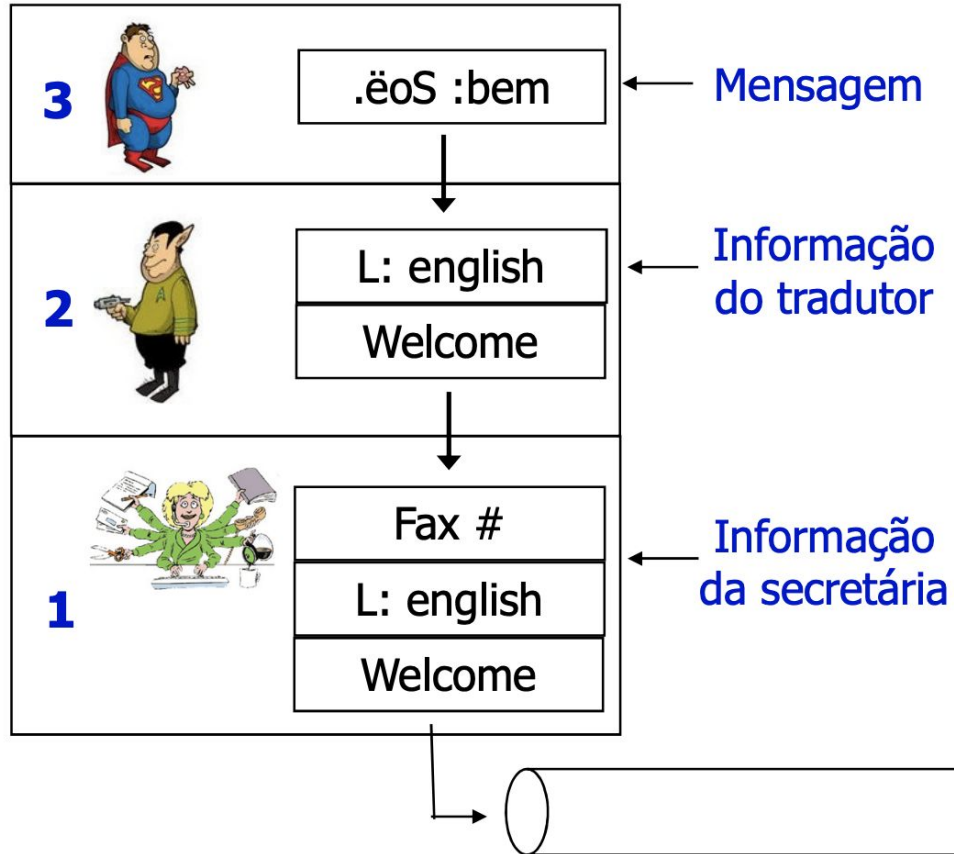 3
.ëoS :bem
Mensagem
2
L: english
Welcome
Informação
do tradutor
1
Fax #
L: english
Welcome
Informação
da secretária